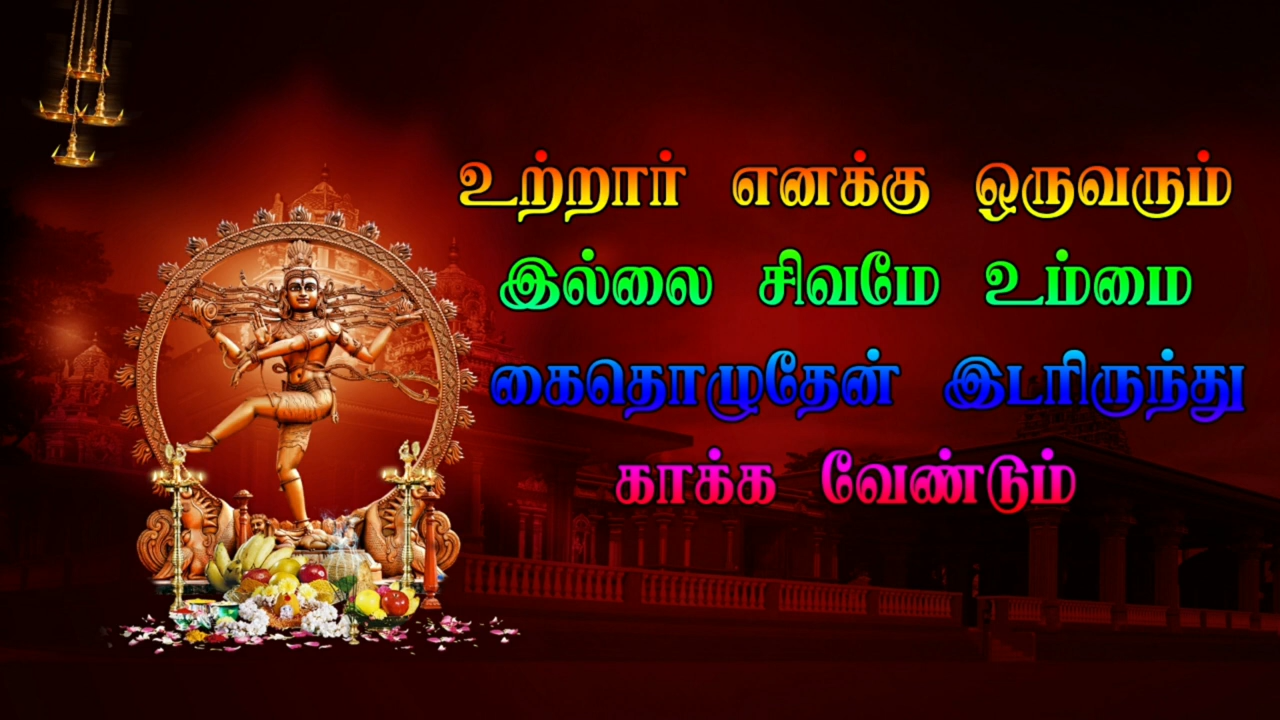 உற்றார் எனக்கு ஒருவரும்
இல்லை சிவமே உம்மை
கைதொழுதேன் இடரிருந்து
காக்க வேண்டும்